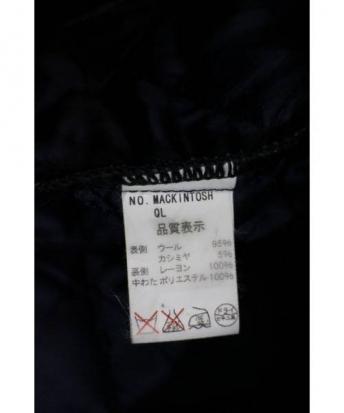 NO. MACKINTOSH
QL
品質表示
表側 ウール 95%
カシミヤ 5%
裏側 レーヨン 100%
中わた ポリエステル 100%